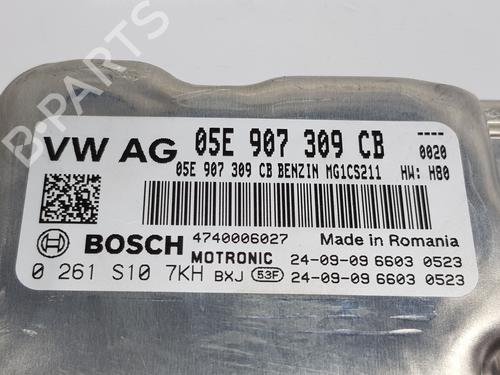 VW AG 05E 907 309 CB ----
0020
05E 907 309 CB BENZIN MG1CS211 HW: H80
BOSCH 4740006027 Made in Romania
MOTRONIC 24-09-09 6603 0523
0 261 S10 7KH BXJ 53F 24-09-09 6603 0523